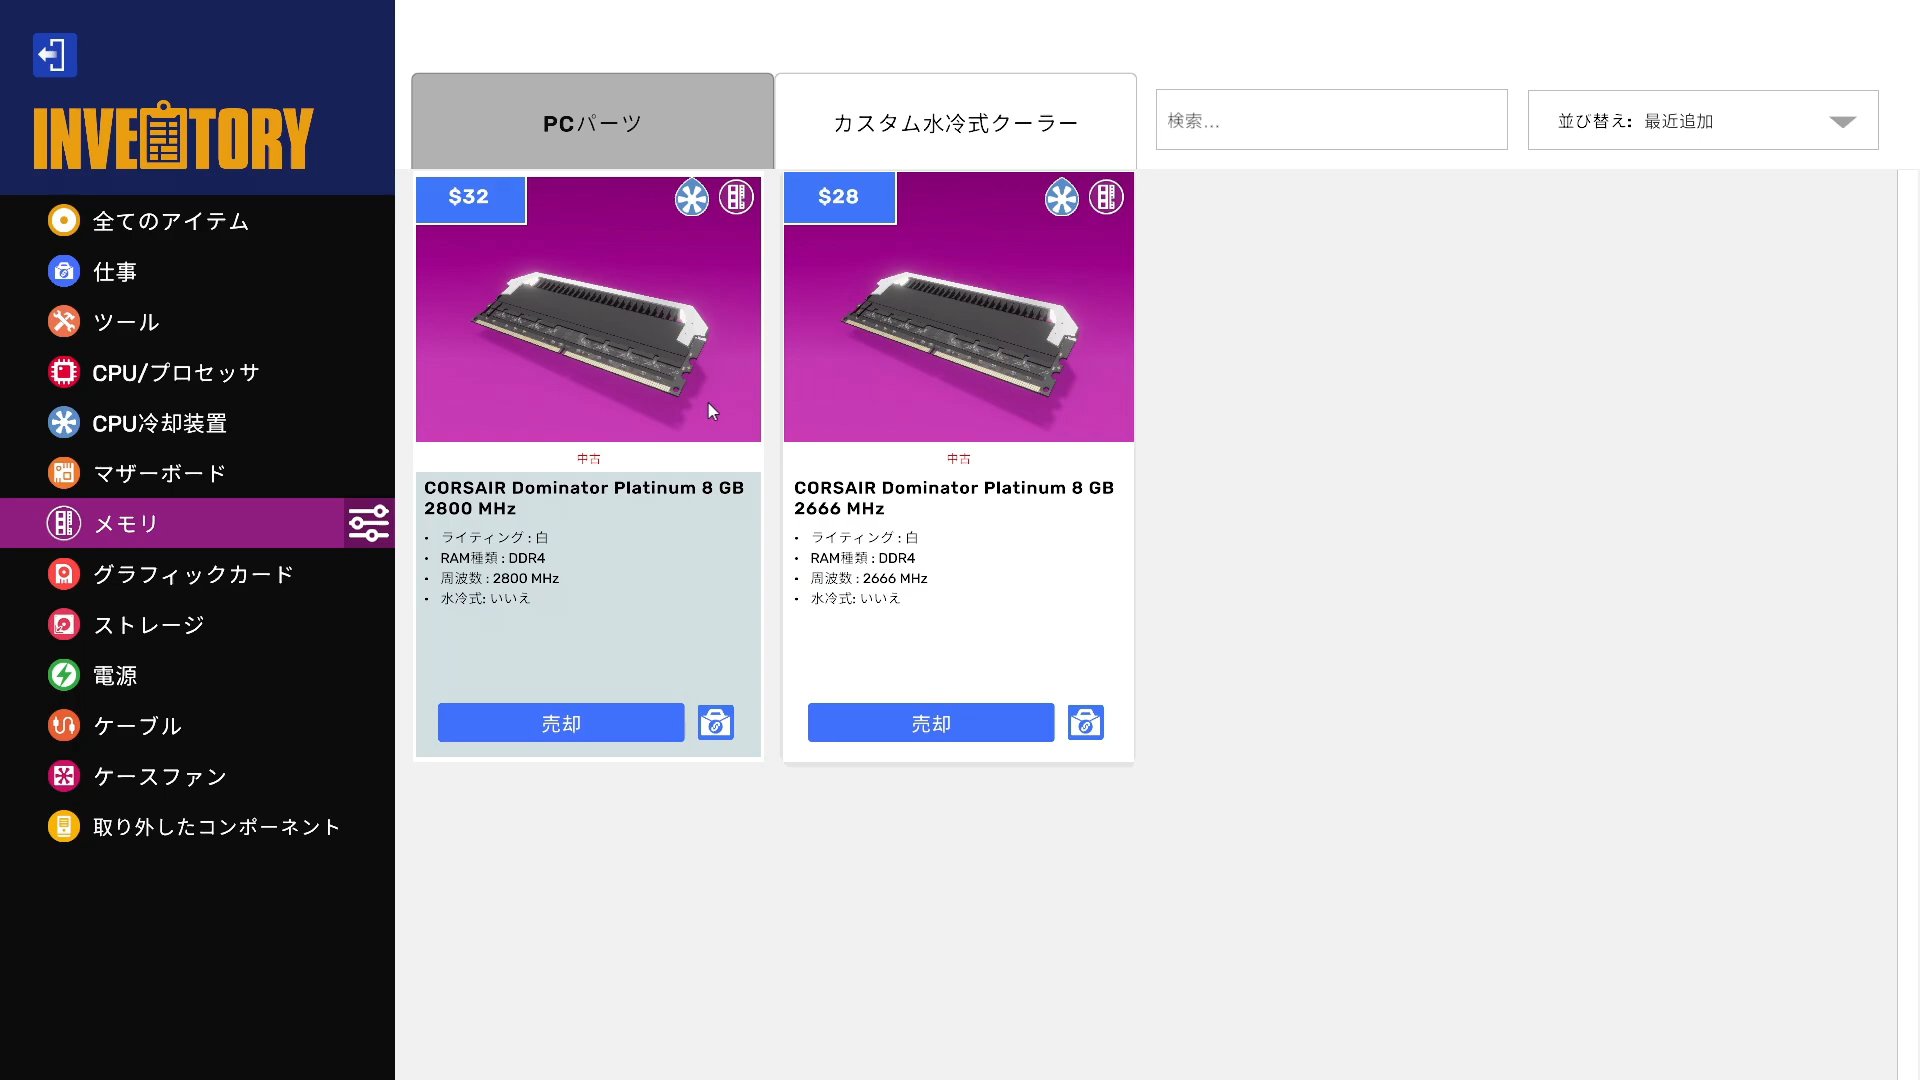 INVENTORY
全てのアイテム
仕事
ツール
CPU/プロセッサ
CPU冷却装置
マザーボード
メモリ
グラフィックカード
ストレージ
電源
ケーブル
ケースファン
取り外したコンポーネント
PCパーツ
カスタム水冷式クーラー
検索...
並び替え: 最近追加
$32
中古
CORSAIR Dominator Platinum 8 GB
2800 MHz
• ライティング : 白
• RAM種類 : DDR4
• 周波数 : 2800 MHz
• 水冷式: いいえ
売却
$28
中古
CORSAIR Dominator Platinum 8 GB
2666 MHz
• ライティング : 白
• RAM種類 : DDR4
• 周波数 : 2666 MHz
• 水冷式: いいえ
売却